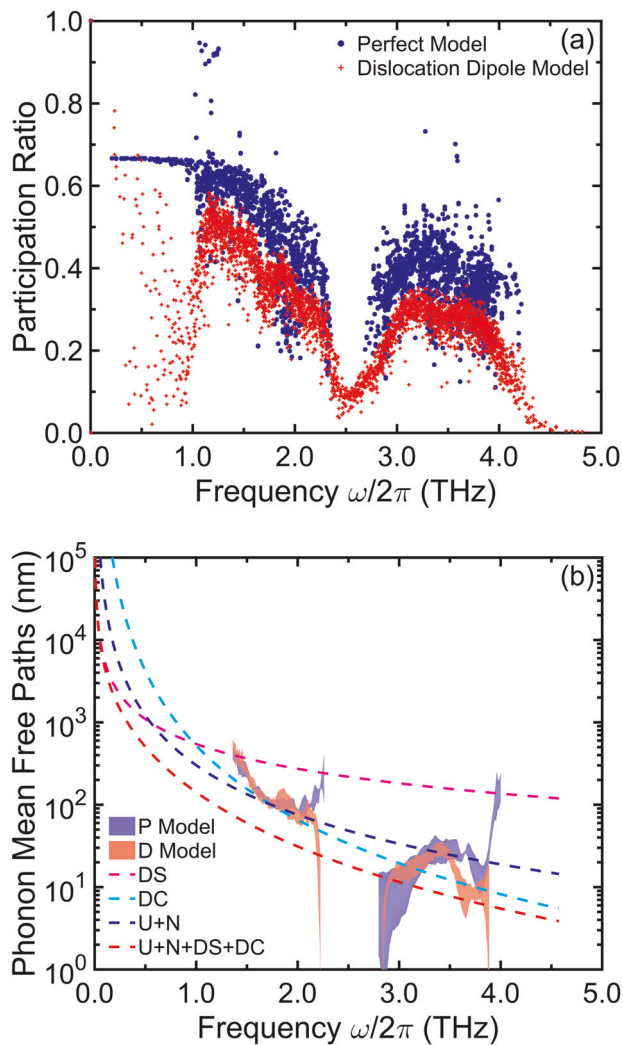 (a)
Perfect Model
Dislocation Dipole Model
Participation Ratio
1.0
0.8
0.6
0.4
0.2
0.0
0.0 1.0 2.0 3.0 4.0 5.0
Frequency ω/2π (THz)
(b)
Phonon Mean Free Paths (nm)
10⁵
10⁴
10³
10²
10¹
10⁰
P Model
D Model
DS
DC
U+N
U+N+DS+DC
0.0 1.0 2.0 3.0 4.0 5.0
Frequency ω/2π (THz)